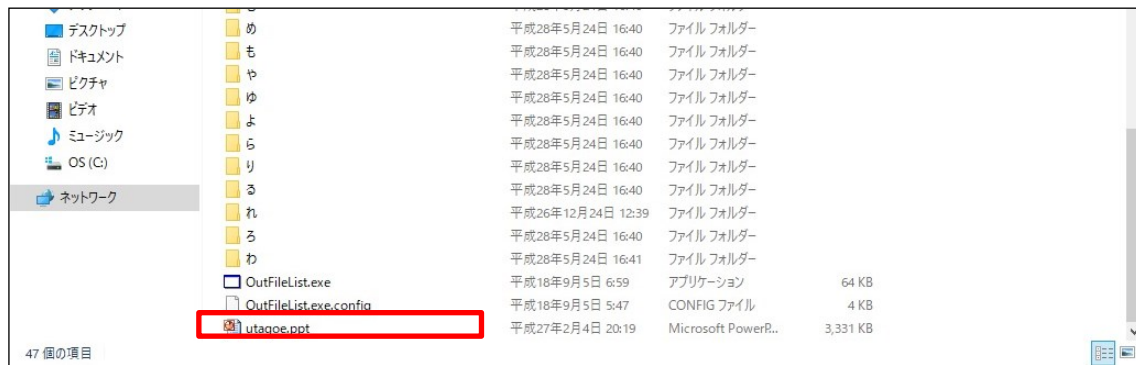 デスクトップ
ドキュメント
ピクチャ
ビデオ
ミュージック
OS (C:)
ネットワーク
め 平成28年5月24日 16:40 ファイル フォルダー
も 平成28年5月24日 16:40 ファイル フォルダー
や 平成28年5月24日 16:40 ファイル フォルダー
ゆ 平成28年5月24日 16:40 ファイル フォルダー
よ 平成28年5月24日 16:40 ファイル フォルダー
ら 平成28年5月24日 16:40 ファイル フォルダー
り 平成28年5月24日 16:40 ファイル フォルダー
る 平成28年5月24日 16:40 ファイル フォルダー
れ 平成26年12月24日 12:39 ファイル フォルダー
ろ 平成28年5月24日 16:40 ファイル フォルダー
わ 平成28年5月24日 16:41 ファイル フォルダー
OutFileList.exe 平成18年9月5日 6:59 アプリケーション 64 KB
OutFileList.exe.config 平成18年9月5日 5:47 CONFIG ファイル 4 KB
utagoe.ppt 平成27年2月4日 20:19 Microsoft PowerP... 3,331 KB
47 個の項目